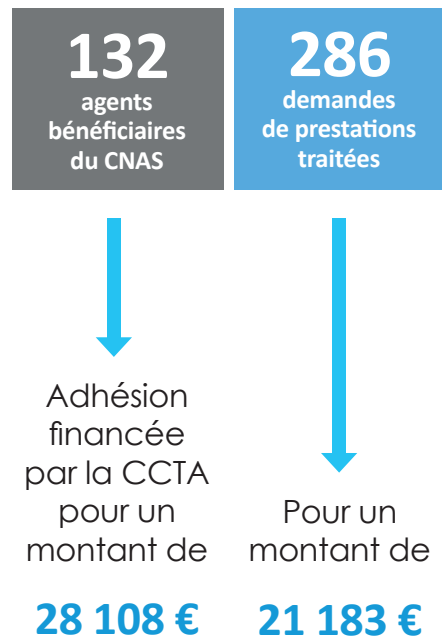 132
agents
bénéficiaires
du CNAS
286
demandes
de prestations
traitées
Adhésion
financée
par la CCTA
pour un
montant de
28 108 €
Pour un
montant de
21 183 €